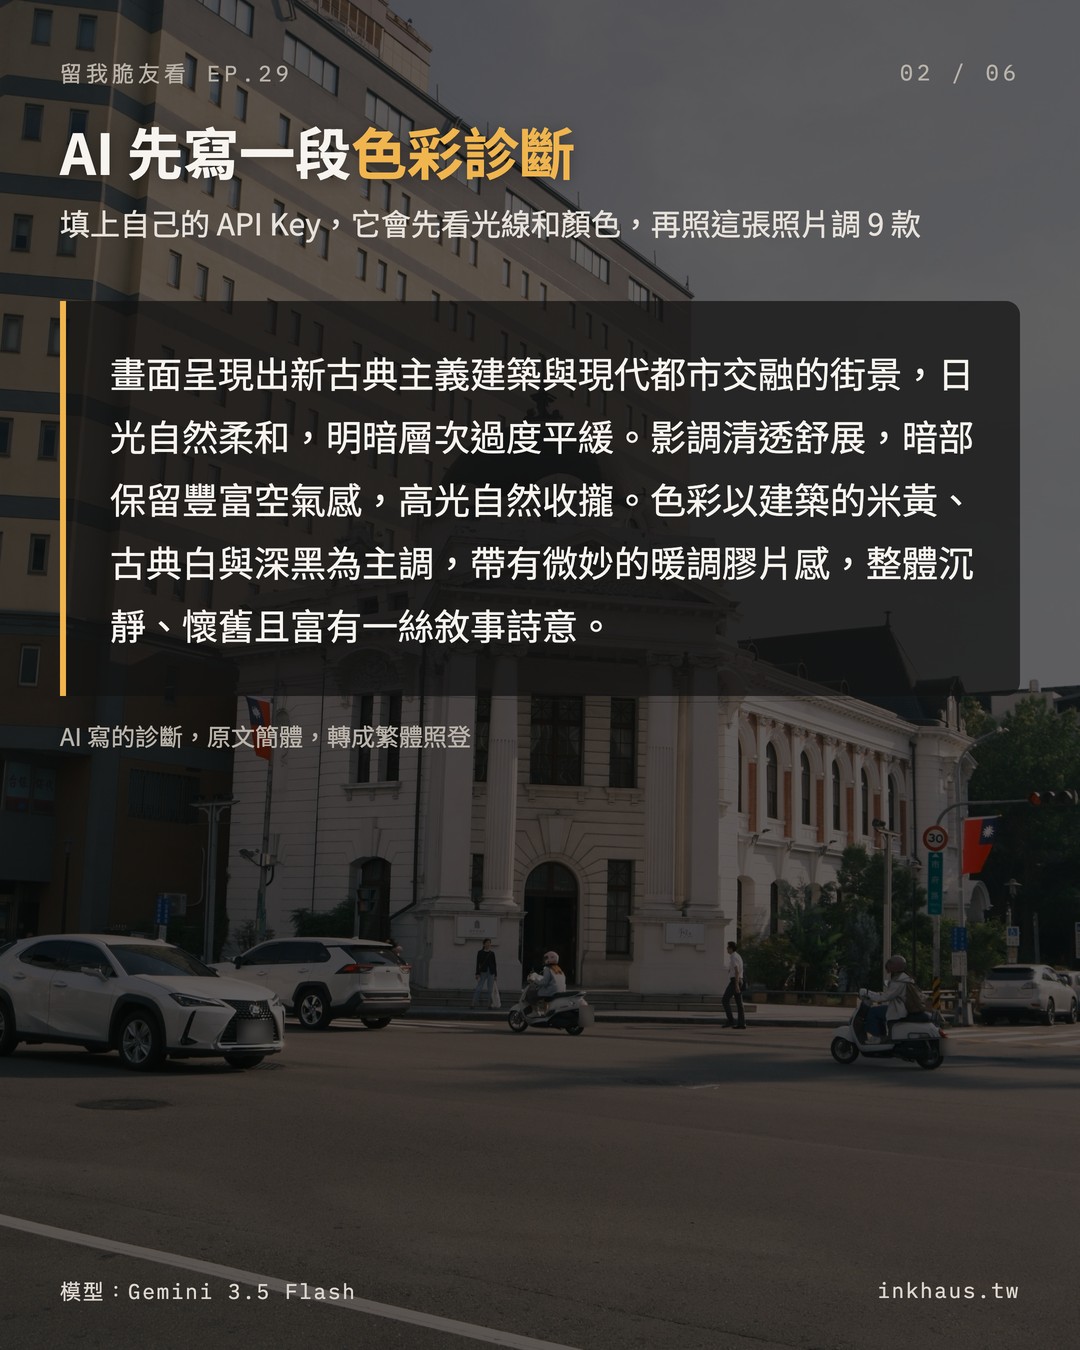 留我脆友看 EP.29
02 / 06
AI 先寫一段色彩診斷
填上自己的 API Key，它會先看光線和顏色，再照這張照片調 9 款
畫面呈現出新古典主義建築與現代都市交融的街景，日
光自然柔和，明暗層次過度平緩。影調清透舒展，暗部
保留豐富空氣感，高光自然收攏。色彩以建築的米黃、
古典白與深黑為主調，帶有微妙的暖調膠片感，整體沉
靜、懷舊且富有一絲敘事詩意。
AI 寫的診斷，原文簡體，轉成繁體照登
30
模型：Gemini 3.5 Flash
inkhaus.tw